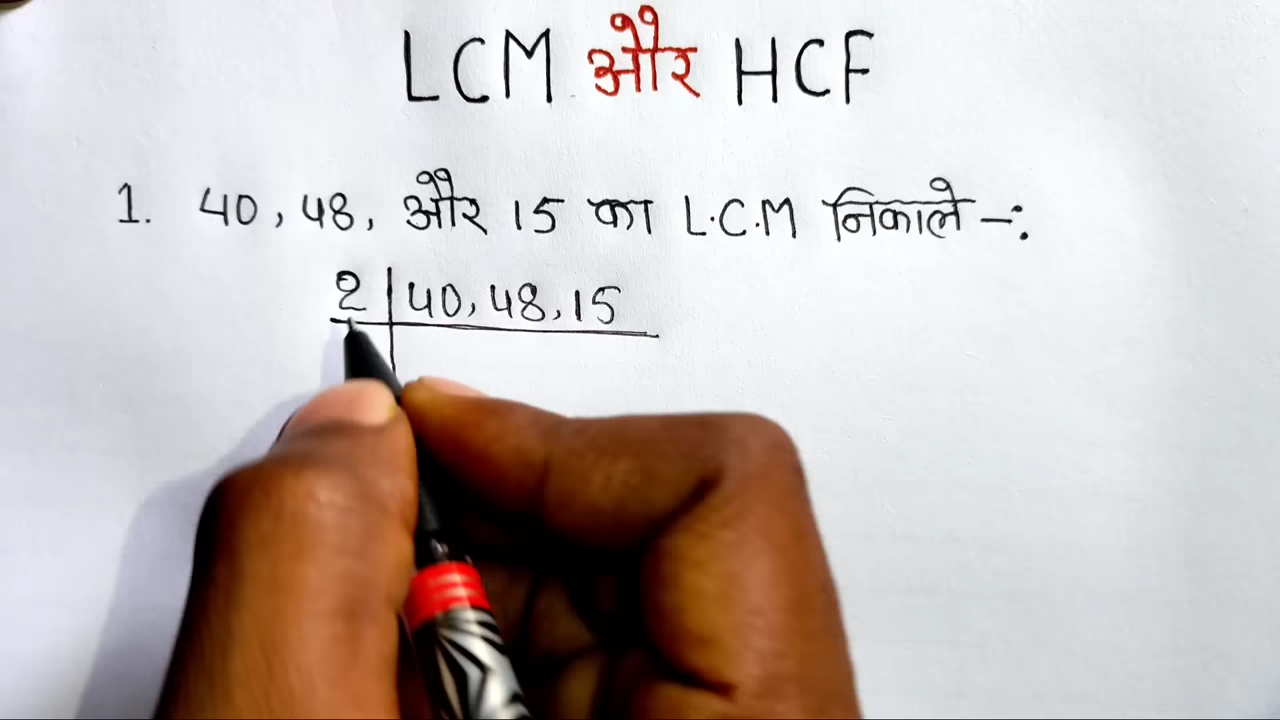 LCM और HCF
1. 40, 48, और 15 का L.C.M निकाले -:
2 | 40, 48, 15